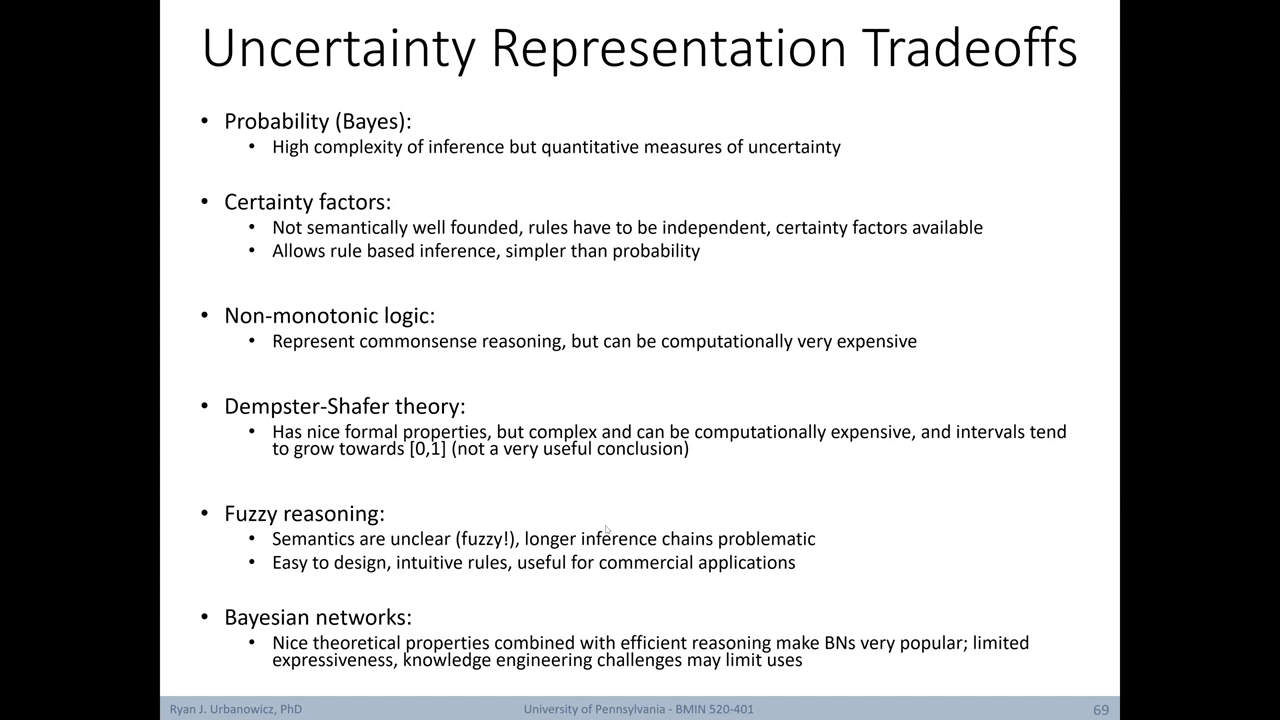 Uncertainty Representation Tradeoffs
• Probability (Bayes):
• High complexity of inference but quantitative measures of uncertainty
• Certainty factors:
• Not semantically well founded, rules have to be independent, certainty factors available
• Allows rule based inference, simpler than probability
• Non-monotonic logic:
• Represent commonsense reasoning, but can be computationally very expensive
• Dempster-Shafer theory:
• Has nice formal properties, but complex and can be computationally expensive, and intervals tend
to grow towards [0,1] (not a very useful conclusion)
• Fuzzy reasoning:
• Semantics are unclear (fuzzy!), longer inference chains problematic
• Easy to design, intuitive rules, useful for commercial applications
• Bayesian networks:
• Nice theoretical properties combined with efficient reasoning make BNs very popular; limited
expressiveness, knowledge engineering challenges may limit uses
Ryan J. Urbanowicz, PhD
University of Pennsylvania - BMIN 520-401
69